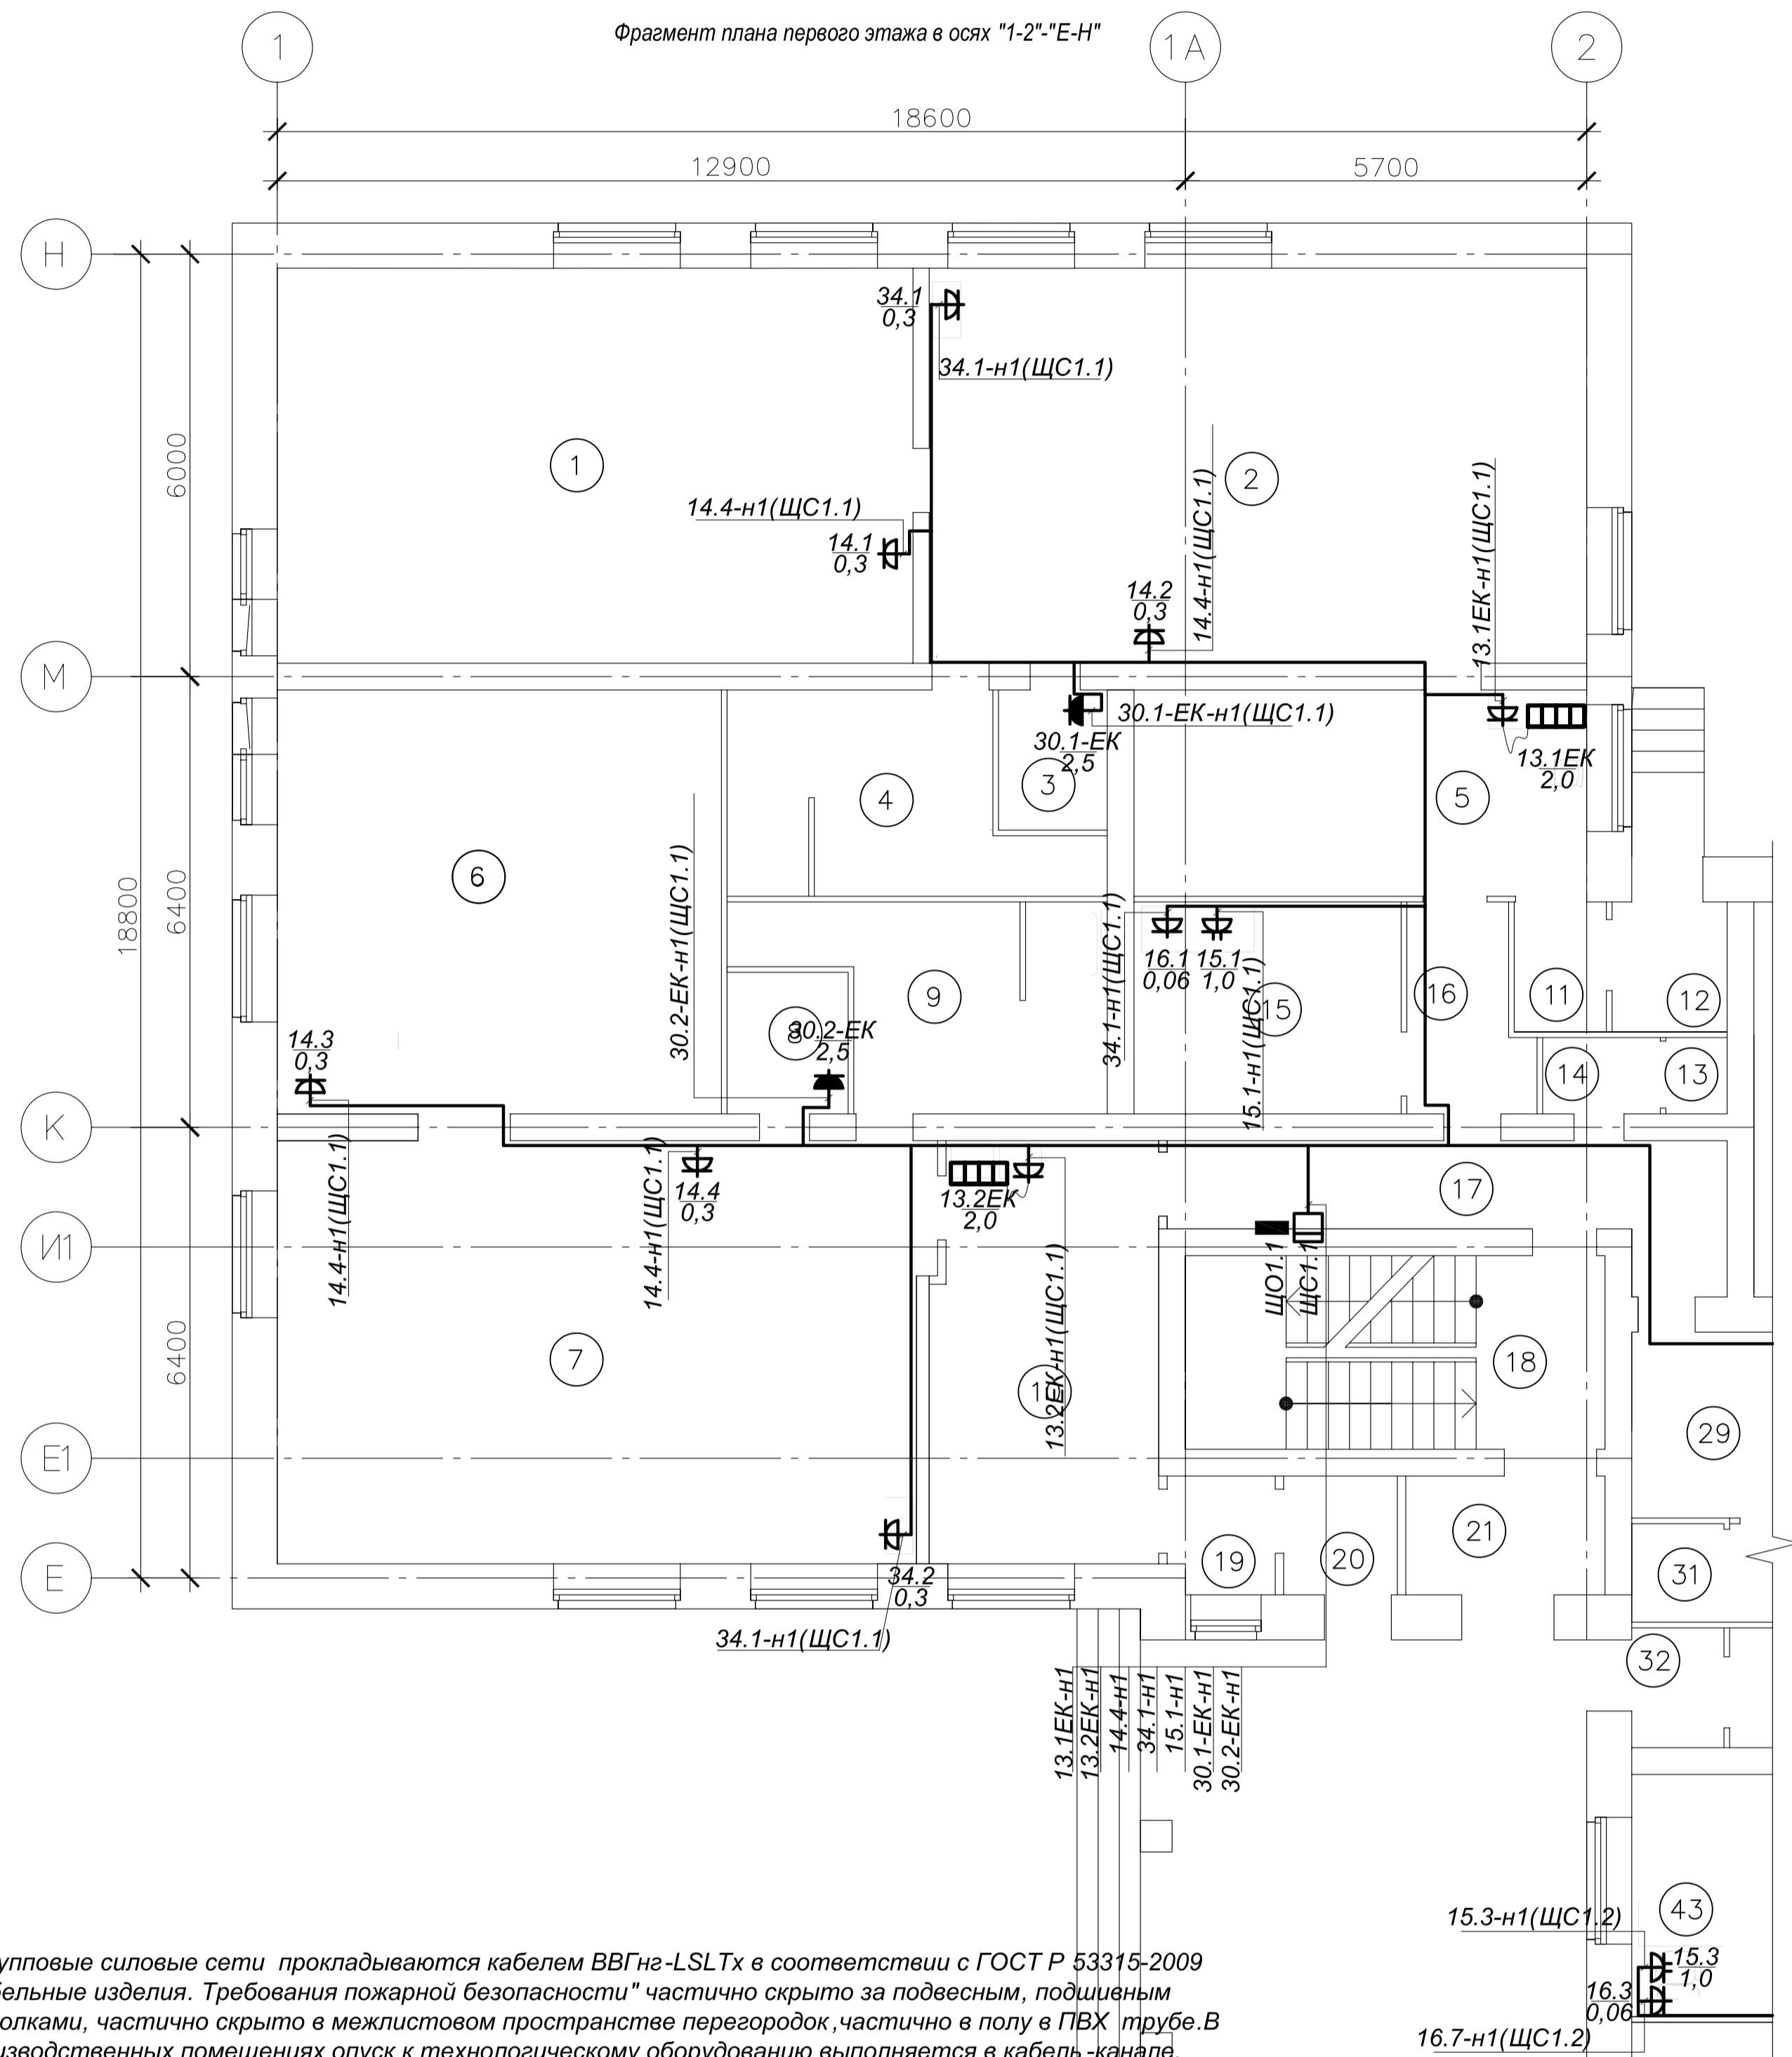 Фрагмент плана первого этажа в осях "1-2"-"Е-Н"
1
1А
2
18600
12900
5700
Н
34.1
0,3
34.1-н1(ЩС1.1)
6000
1
2
14.4-н1(ЩС1.1)
14.1
0,3
14.4-н1(ЩС1.1)
13.1ЕК-н1(ЩС1.1)
14.2
0,3
М
30.1-ЕК-н1(ЩС1.1)
30.1-ЕК
2,5
13.1ЕК
2,0
3
4
5
6
18800
6400
30.2-ЕК-н1(ЩС1.1)
34.1-н1(ЩС1.1)
16.1
0,06
15.1
1,0
15.1-н1(ЩС1.1)
9
15
16
11
12
8
30.2-ЕК
2,5
14.3
0,3
14
13
К
14.4-н1(ЩС1.1)
14.4-н1(ЩС1.1)
14.4
0,3
13.2ЕК
2,0
17
И1
ЩО1.1
ЩС1.1
13.2ЕК-н1(ЩС1.1)
6400
7
18
29
Е1
21
19
20
31
Е
34.2
0,3
34.1-н1(ЩС1.1)
32
13.1ЕК-н1
13.2ЕК-н1
14.4-н1
34.1-н1
15.1-н1
30.1-ЕК-н1
30.2-ЕК-н1
43
15.3-н1(ЩС1.2)
15.3
1,0
16.3
0,06
16.7-н1(ЩС1.2)
упповые силовые сети прокладываются кабелем ВВГнг-LSLTx в соответствии с ГОСТ Р 53315-2009
бельные изделия. Требования пожарной безопасности" частично скрыто за подвесным, подшивным
олками, частично скрыто в межлистовом пространстве перегородок,частично в полу в ПВХ трубе.В
изводственных помещениях опуск к технологическому оборудованию выполняется в кабель-канале.